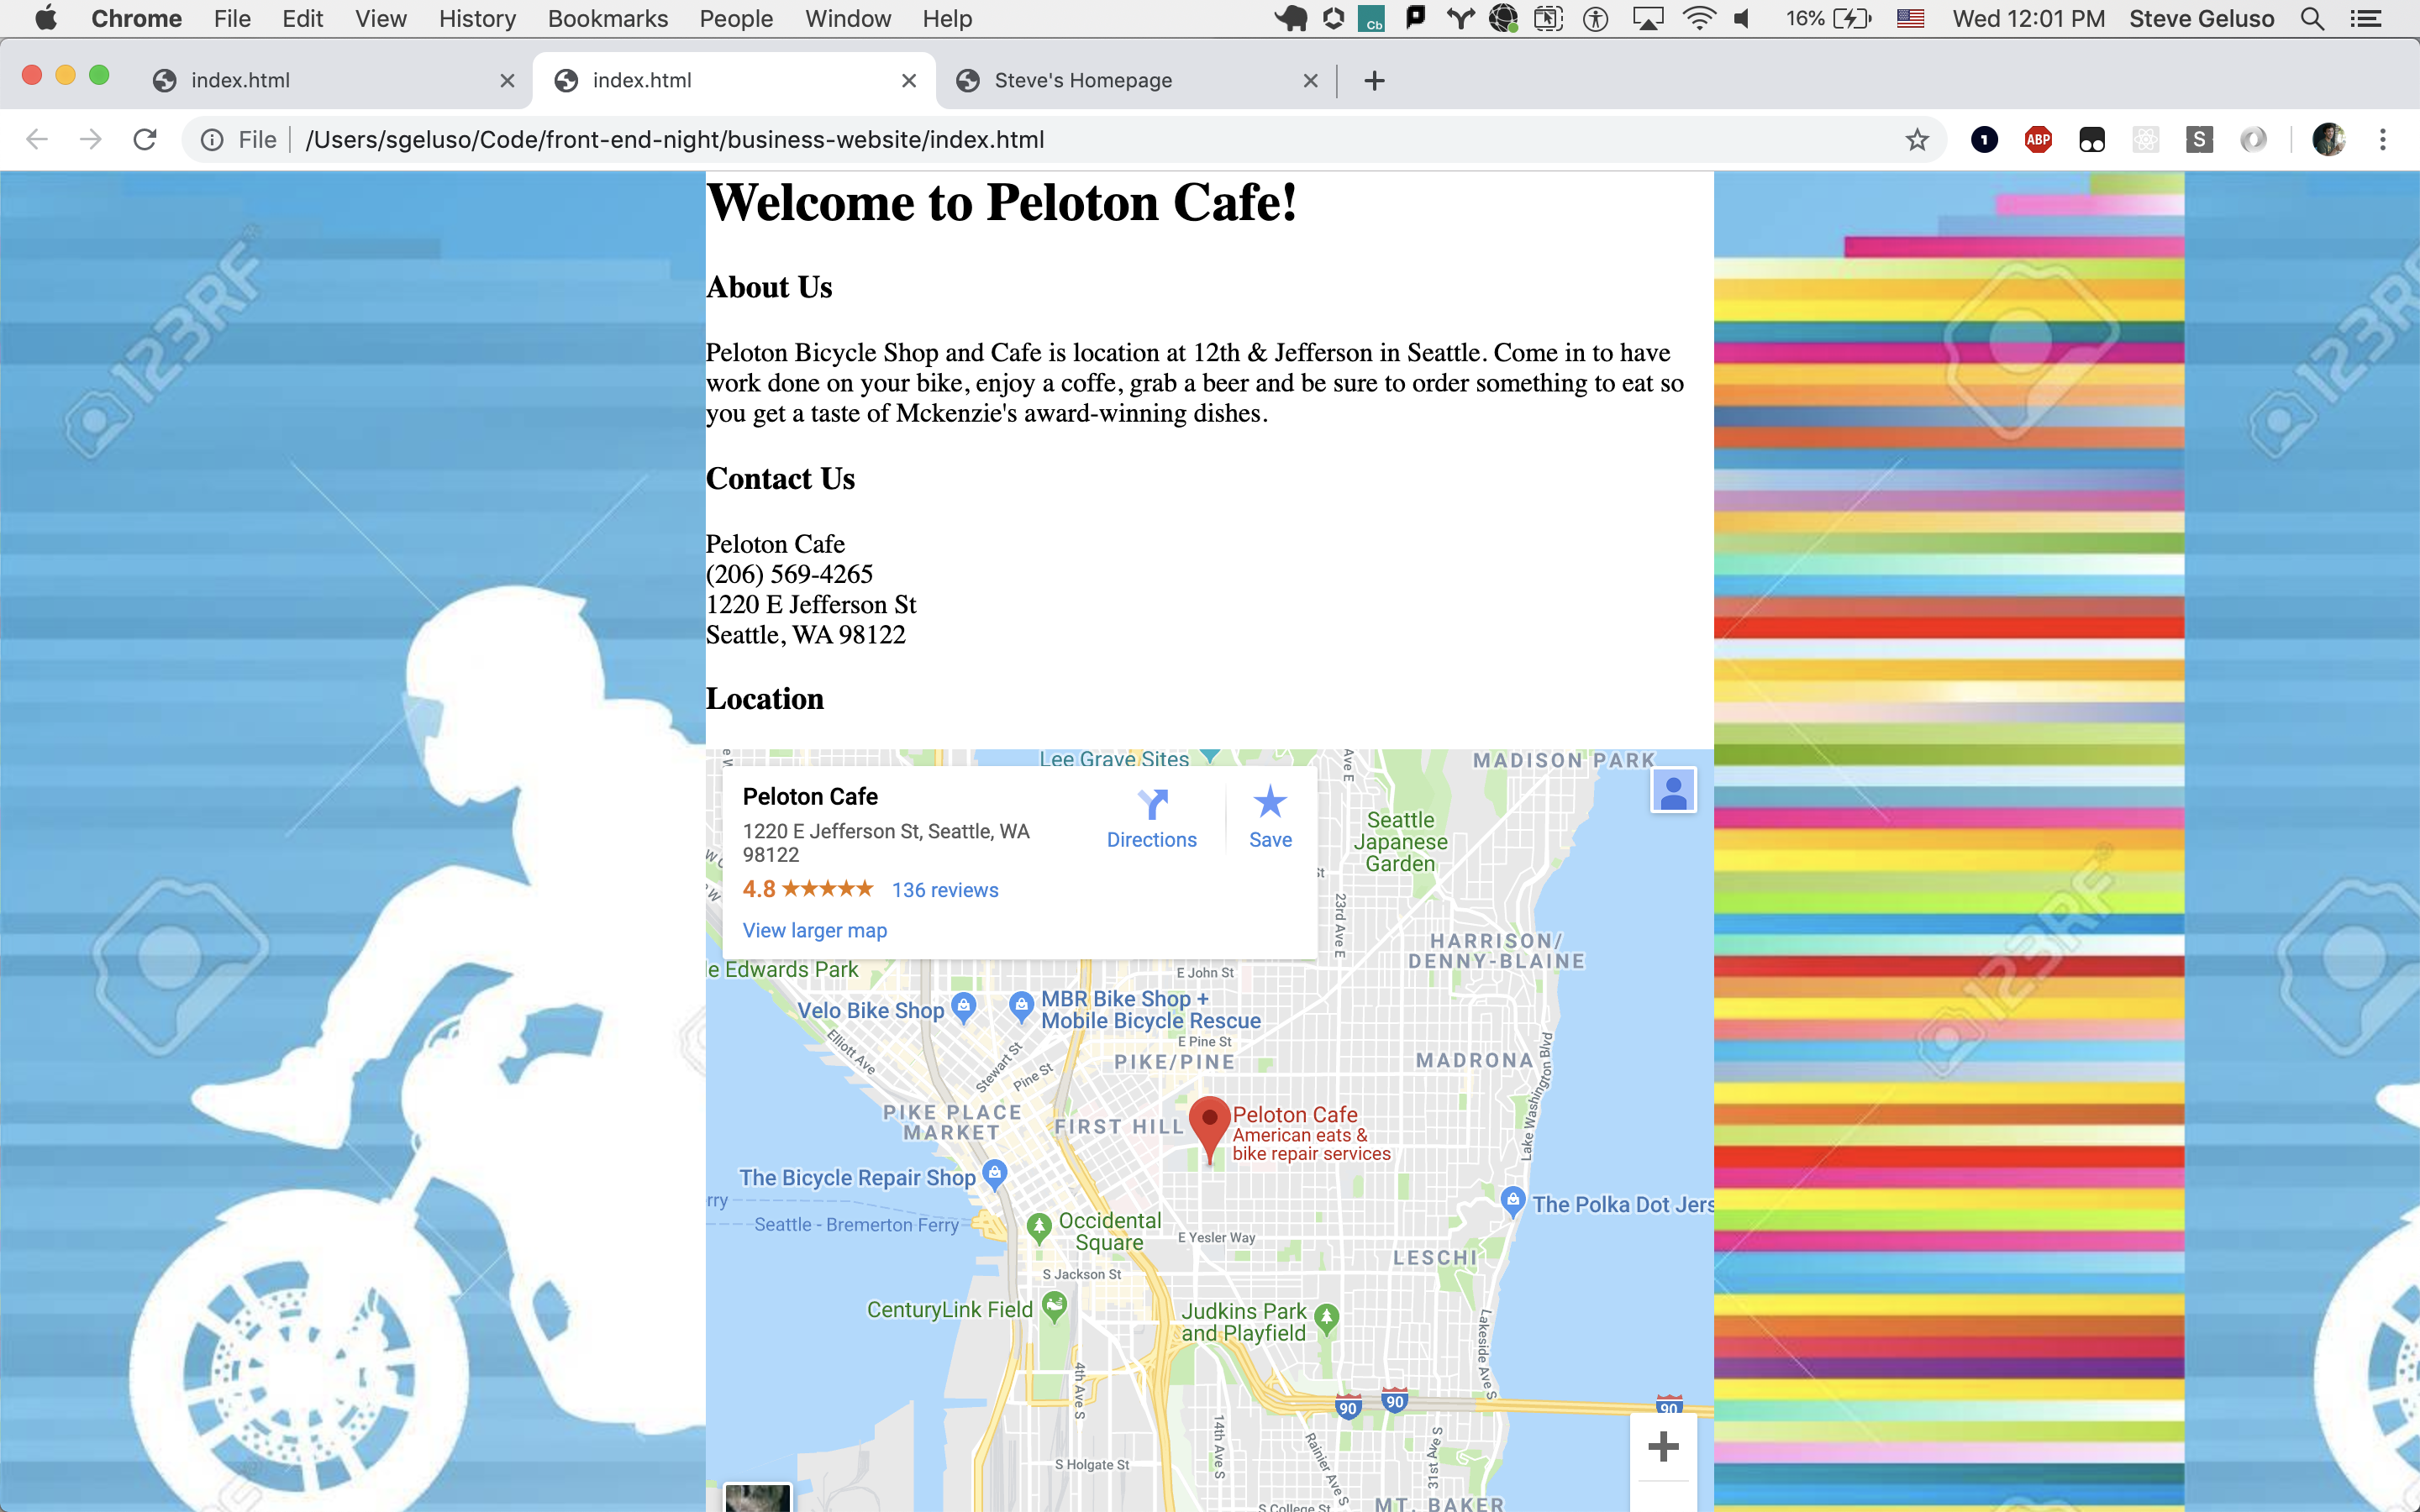 Chrome File Edit View History Bookmarks People Window Help
Cb
16%
Wed 12:01 PM Steve Geluso
index.html
index.html
Steve's Homepage
File /Users/sgeluso/Code/front-end-night/business-website/index.html
1
ABP
S
Welcome to Peloton Cafe!
About Us
Peloton Bicycle Shop and Cafe is location at 12th & Jefferson in Seattle. Come in to have
work done on your bike, enjoy a coffe, grab a beer and be sure to order something to eat so
you get a taste of Mckenzie's award-winning dishes.
Contact Us
Peloton Cafe
(206) 569-4265
1220 E Jefferson St
Seattle, WA 98122
Location
Peloton Cafe
1220 E Jefferson St, Seattle, WA
98122
4.8 ★★★★★ 136 reviews
View larger map
Directions
Save
Lee Grave Sites
MADISON PARK
Ave E
Seattle
Japanese
Garden
23rd Ave E
HARRISON/
DENNY-BLAINE
e Edwards Park
E John St
Velo Bike Shop
MBR Bike Shop +
Mobile Bicycle Rescue
Elliott Ave
Stewart St
Pine St
E Pine St
PIKE/PINE
MADRONA
Lake Washington Blvd
PIKE PLACE
MARKET
FIRST HILL
Peloton Cafe
American eats &
bike repair services
The Bicycle Repair Shop
rry
Seattle - Bremerton Ferry
The Polka Dot Jers
Occidental
Square
E Yesler Way
LESCHI
S Jackson St
CenturyLink Field
Judkins Park
and Playfield
Lakeside Ave S
4th Ave S
90
90
90
14th Ave S
Rainier Ave S
31st Ave S
S Holgate St
S College St
MT. BAKER
123RF®
123RF
123RF®